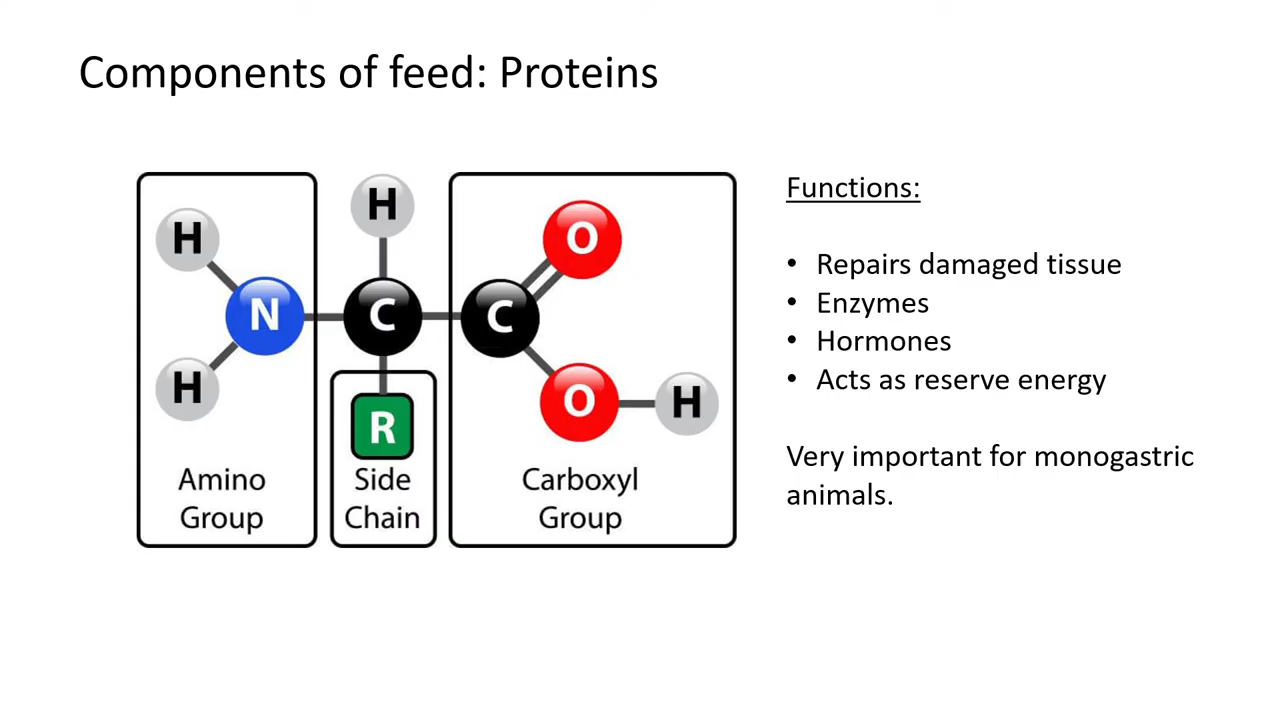 Components of feed: Proteins
H
H
O
N
C
C
H
R
O
H
Amino
Group
Side
Chain
Carboxyl
Group
Functions:
• Repairs damaged tissue
• Enzymes
• Hormones
• Acts as reserve energy
Very important for monogastric
animals.